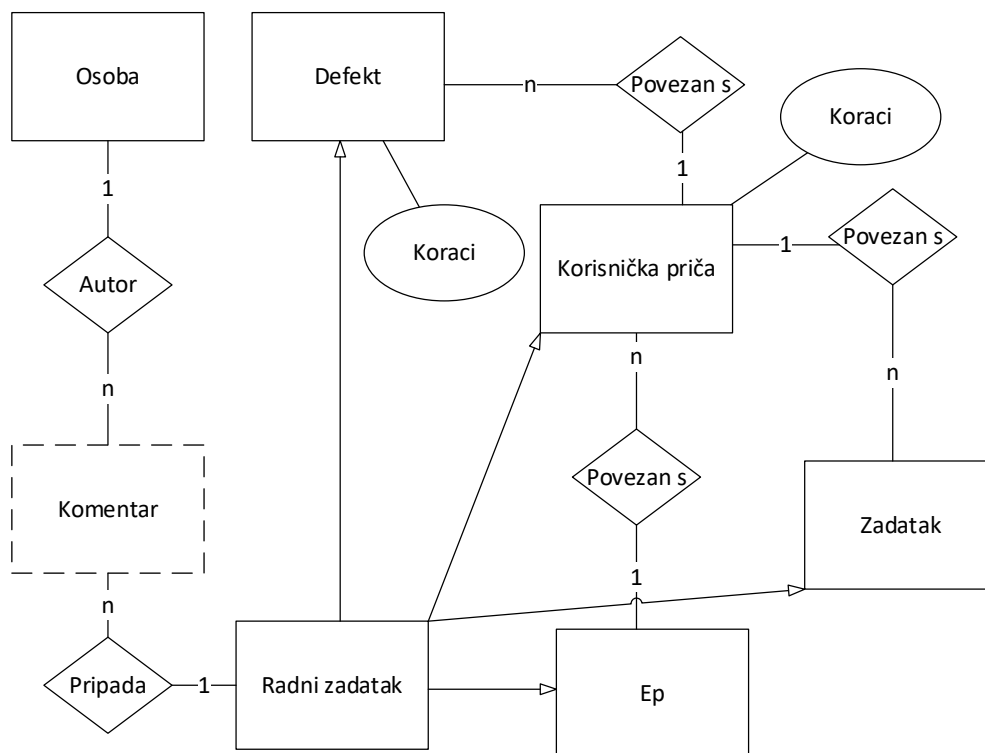 Osoba
Defekt
n
Povezan s
Koraci
1
1
Koraci
Korisnička priča
1
Povezan s
Autor
n
n
n
Povezan s
Komentar
Zadatak
1
n
Pripada
1
Radni zadatak
Ep